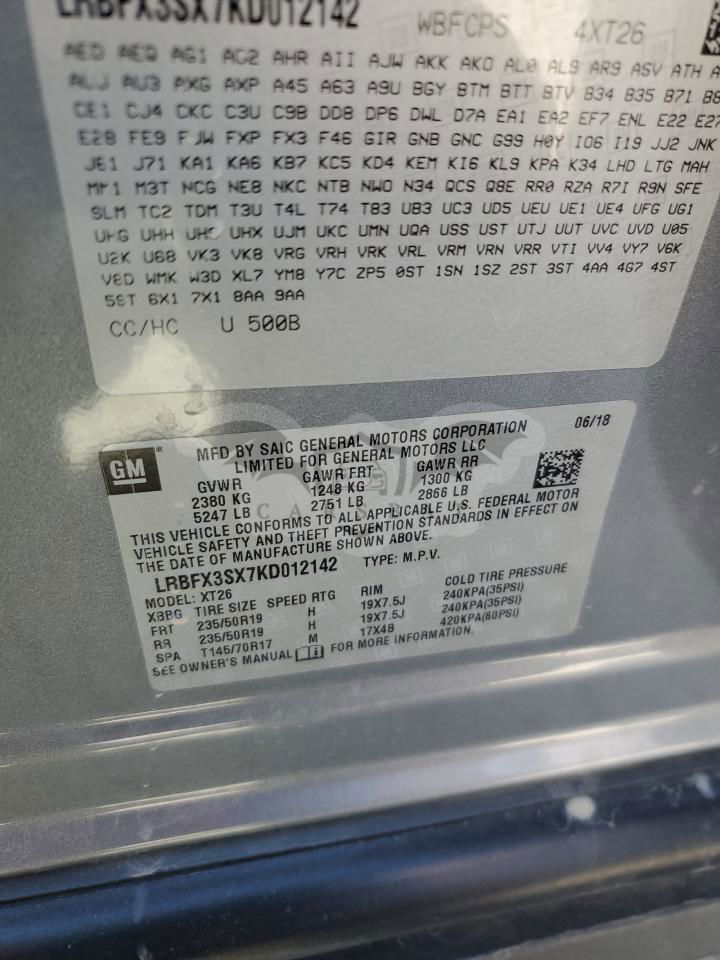 LRBFX3SX7KD012142 WBFCPS 4XT26
AED AEQ AG1 AG2 AHR AII AJW AKK AKO AL0 AL9 AR9 ASV ATH
AU3 AXG AXP A45 A63 A9U BGY BTM BTT BTV B34 B35 B71
CE1 CJ4 CKC C3U C9B DD8 DP6 DWL D7A EA1 EA2 EF7 ENL E22 E27
E28 FE9 FJW FXP FX3 F46 GIR GNB GNC G99 H0Y IO6 I19 JJ2 JNK
JE1 J71 KA1 KA6 KB7 KC5 KD4 KEM KI6 KL9 KPA K34 LHD LTG MAH
MM1 M3T NCG NE8 NKC NTB NWO N34 QCS Q8E RR0 RZA R7I R9N SFE
SLM TC2 TDM T3U T4L T74 T83 UB3 UC3 UD5 UEU UE1 UE4 UFG UG1
UHG UHH UHS UHX UJM UKC UMN UQA USS UST UTJ UUT UVC UVD U05
U2K U68 VK3 VK8 VRG VRH VRK VRL VRM VRN VRR VTI VV4 VY7 V6K
V8D WMK W3D XL7 YM8 Y7C ZP5 0ST 1SN 1SZ 2ST 3ST 4AA 4G7 4ST
5ST 6X1 7X1 8AA 9AA
CC/HC U 500B
GM ®
MFD BY SAIC GENERAL MOTORS CORPORATION 06/18
LIMITED FOR GENERAL MOTORS LLC
GVWR GAWR FRT GAWR RR
2380 KG 1248 KG 1300 KG
5247 LB 2751 LB 2866 LB
CARS
THIS VEHICLE CONFORMS TO ALL APPLICABLE U.S. FEDERAL MOTOR
VEHICLE SAFETY AND THEFT PREVENTION STANDARDS IN EFFECT ON
THE DATE OF MANUFACTURE SHOWN ABOVE.
LRBFX3SX7KD012142 TYPE: M.P.V.
MODEL: XT26
XBBG TIRE SIZE SPEED RTG RIM COLD TIRE PRESSURE
FRT 235/50R19 H 19X7.5J 240KPA(35PSI)
RR 235/50R19 H 19X7.5J 240KPA(35PSI)
SPA T145/70R17 M 17X4B 420KPA(60PSI)
SEE OWNER'S MANUAL FOR MORE INFORMATION.